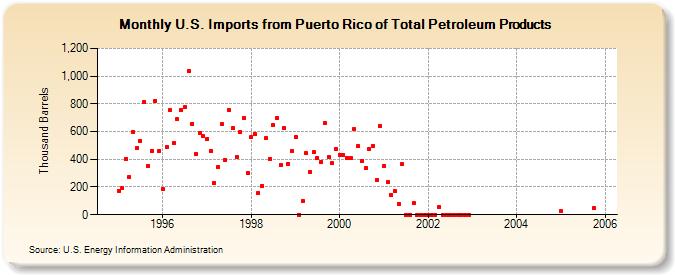 Monthly U.S. Imports from Puerto Rico of Total Petroleum Products
Thousand Barrels
1,200
1,000
800
600
400
200
0
1996 1998 2000 2002 2004 2006
Source: U.S. Energy Information Administration